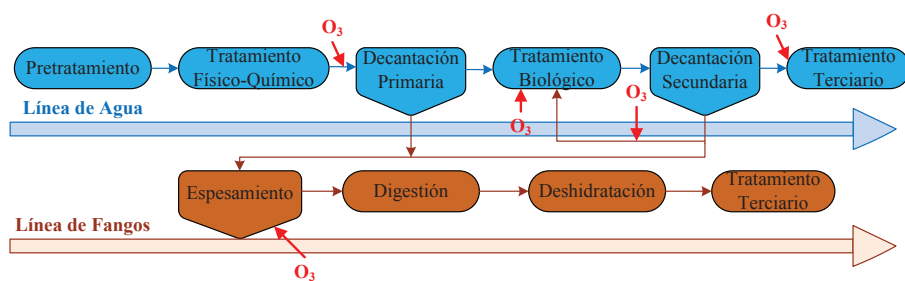 O₃
O₃
Pretratamiento
Tratamiento
Físico-Químico
Decantación
Primaria
Tratamiento
Biológico
Decantación
Secundaria
Tratamiento
Terciario
O₃
O₃
Línea de Agua
Espesamiento
Digestión
Deshidratación
Tratamiento
Terciario
Línea de Fangos
O₃